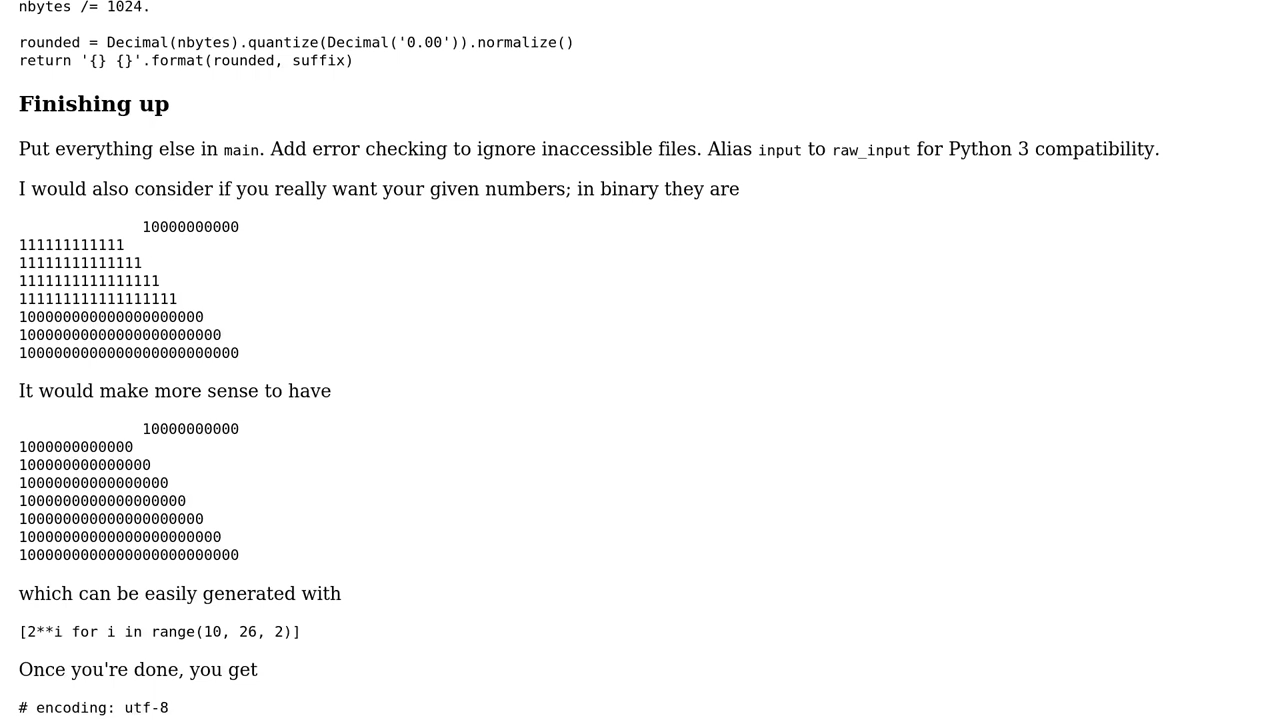 nbytes /= 1024.
rounded = Decimal(nbytes).quantize(Decimal('0.00')).normalize()
return '{} {}'.format(rounded, suffix)
Finishing up
Put everything else in main. Add error checking to ignore inaccessible files. Alias input to raw_input for Python 3 compatibility.
I would also consider if you really want your given numbers; in binary they are
              10000000000
111111111111
11111111111111
1111111111111111
111111111111111111
100000000000000000000
10000000000000000000000
1000000000000000000000000
It would make more sense to have
              10000000000
1000000000000
100000000000000
10000000000000000
1000000000000000000
100000000000000000000
10000000000000000000000
1000000000000000000000000
which can be easily generated with
[2**i for i in range(10, 26, 2)]
Once you're done, you get
# encoding: utf-8